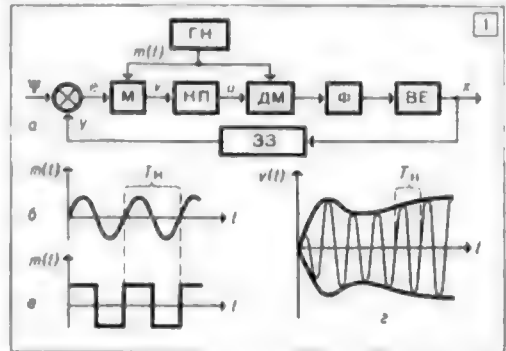 1
ГН
m(t)
Ψ e М v НП u ДМ Ф ВЕ x
а y ЗЗ
m(t) Tн v(t) Tн
б t
m(t) t
в t г